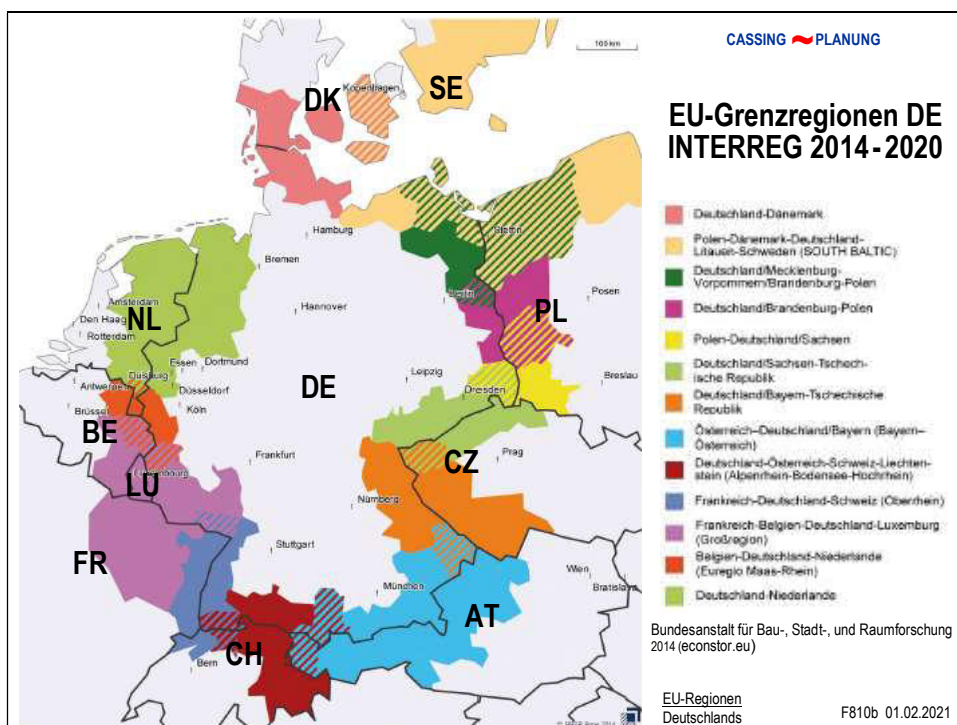 CASSING PLANUNG
EU-Grenzregionen DE
INTERREG 2014-2020
Deutschland-Dänemark
Polen-Dänemark-Deutschland-
Litauen-Schweden (SOUTH BALTIC)
Deutschland/Mecklenburg-
Vorpommern/Brandenburg-Polen
Deutschland/Brandenburg-Polen
Polen-Deutschland/Sachsen
Deutschland/Sachsen-Tschech-
ische Republik
Deutschland/Bayern-Tschechische
Republik
Österreich-Deutschland/Bayern (Bayern-
Österreich)
Deutschland-Österreich-Schweiz-Liechten-
stein (Alpenrhein-Bodensee-Hochrhein)
Frankreich-Deutschland-Schweiz (Oberrhein)
Frankreich-Belgien-Deutschland-Luxemburg
(Großregion)
Belgien-Deutschland-Niederlande
(Euregio Maas-Rhein)
Deutschland-Niederlande
Bundesanstalt für Bau-, Stadt-, und Raumforschung
2014 (econstor.eu)
EU-Regionen
Deutschlands
F810b 01.02.2021
100 km
SE
DK
Kopenhagen
Hamburg
Stettin
Bremen
Berlin
Posen
Amsterdam
Hannover
PL
Den Haag
NL
Rotterdam
Essen
Dortmund
Duisburg
Leipzig
Breslau
DE
Antwerpen
Düsseldorf
Dresden
Brüssel
Köln
BE
Frankfurt
CZ
Prag
LU
Luxembourg
Nürnberg
FR
Stuttgart
Wien
München
Bratislava
AT
Bern
CH